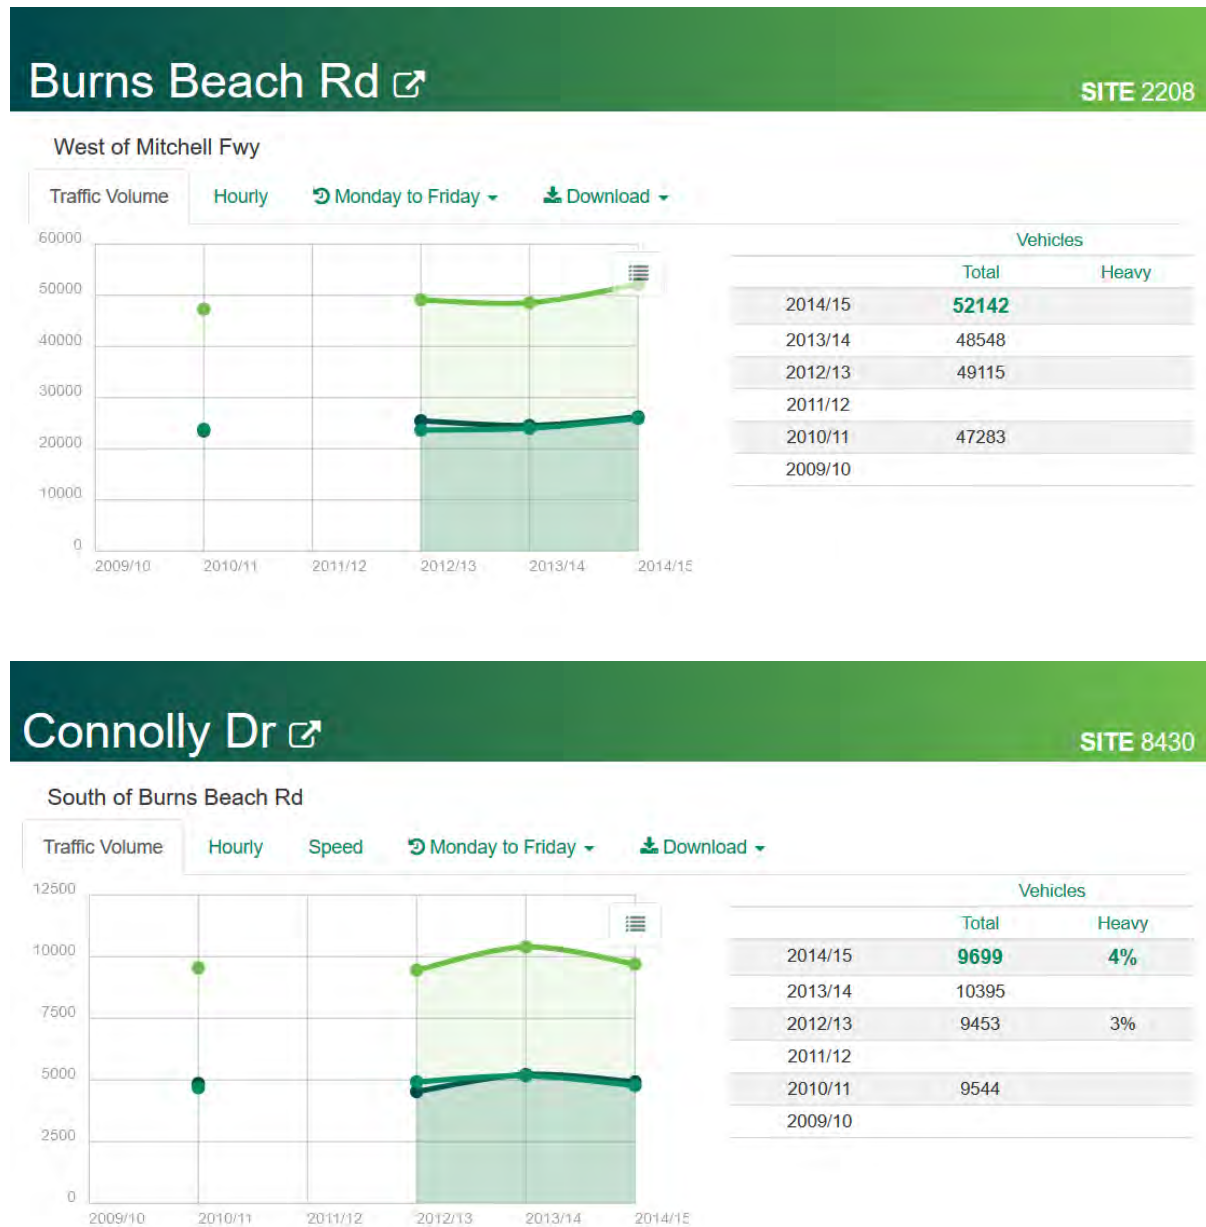 Burns Beach Rd
SITE 2208
West of Mitchell Fwy
Traffic Volume Hourly Monday to Friday Download
60000
50000
40000
30000
20000
10000
0
2009/10 2010/11 2011/12 2012/13 2013/14 2014/15
Vehicles
Total Heavy
2014/15 52142
2013/14 48548
2012/13 49115
2011/12
2010/11 47283
2009/10
Connolly Dr
SITE 8430
South of Burns Beach Rd
Traffic Volume Hourly Speed Monday to Friday Download
12500
10000
7500
5000
2500
0
2009/10 2010/11 2011/12 2012/13 2013/14 2014/15
Vehicles
Total Heavy
2014/15 9699 4%
2013/14 10395
2012/13 9453 3%
2011/12
2010/11 9544
2009/10